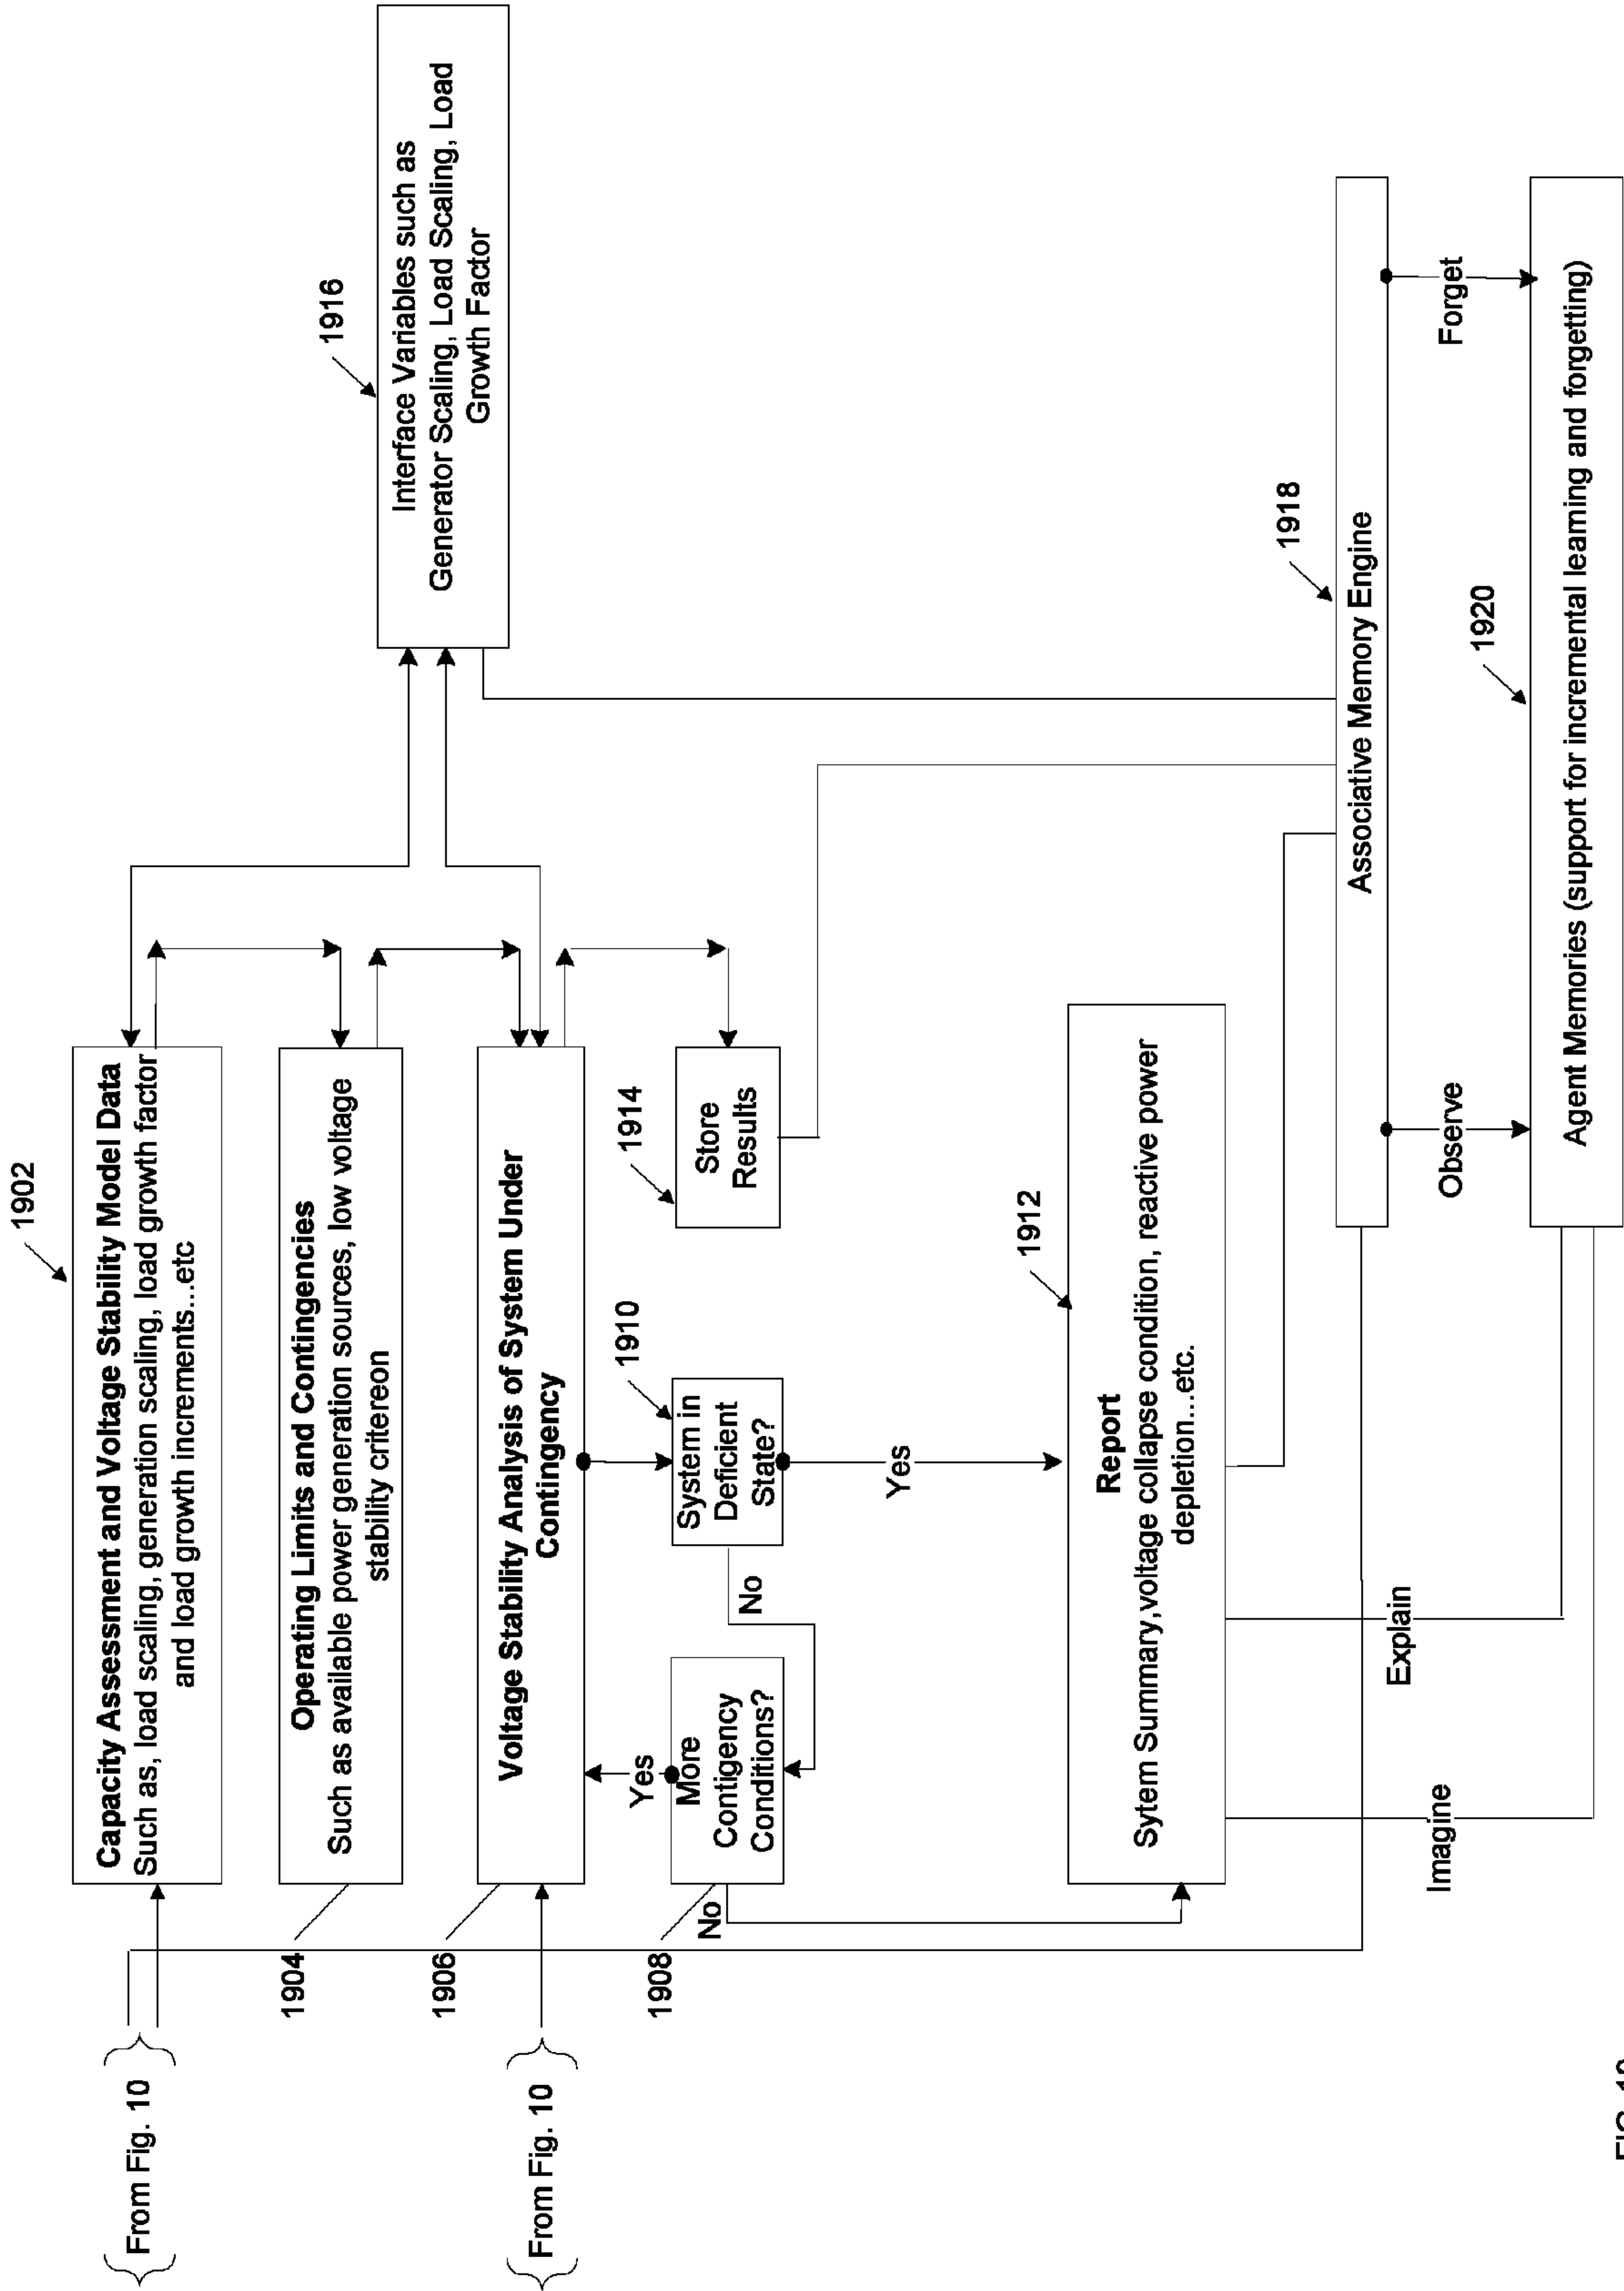 1902
Capacity Assessment and Voltage Stability Model Data
Such as, load scaling, generation scaling, load growth factor
and load growth increments...etc
From Fig. 10
1904
Operating Limits and Contingencies
Such as available power generation sources, low voltage
stability critereon
1916
Interface Variables such as
Generator Scaling, Load Scaling, Load
Growth Factor
1906
Voltage Stability Analysis of System Under
Contingency
From Fig. 10
1908
Yes
More
Contigency
Conditions?
No
No
1910
System in
Deficient
State?
Yes
1914
Store
Results
1912
Report
Sytem Summary,voltage collapse condition, reactive power
depletion...etc.
1918
Associative Memory Engine
Imagine
Explain
Observe
Forget
1920
Agent Memories (support for incremental learning and forgetting)